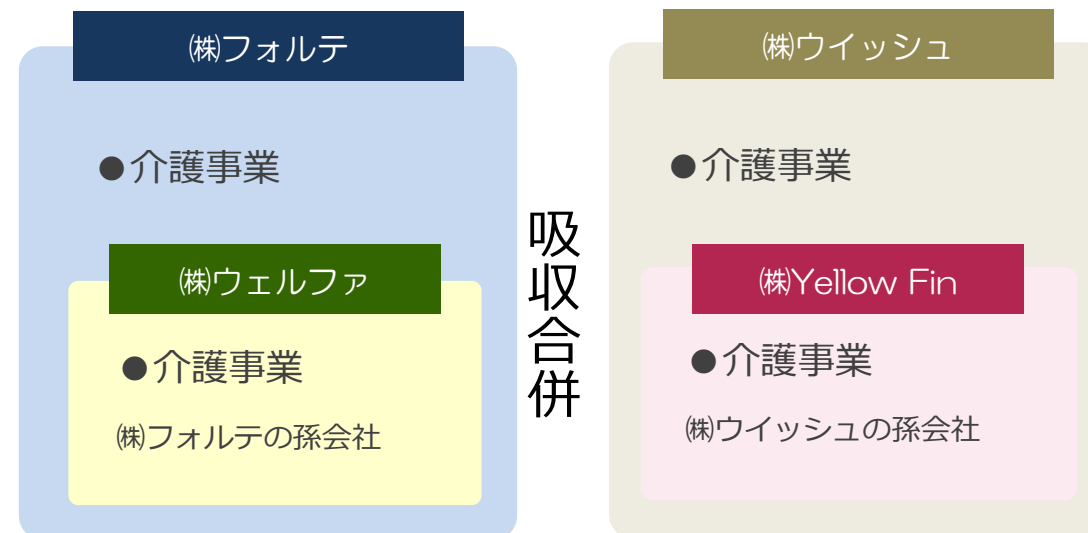 ㈱フォルテ
●介護事業
㈱ウェルファ
●介護事業
㈱フォルテの孫会社
吸収合併
㈱ウイッシュ
●介護事業
㈱Yellow Fin
●介護事業
㈱ウイッシュの孫会社